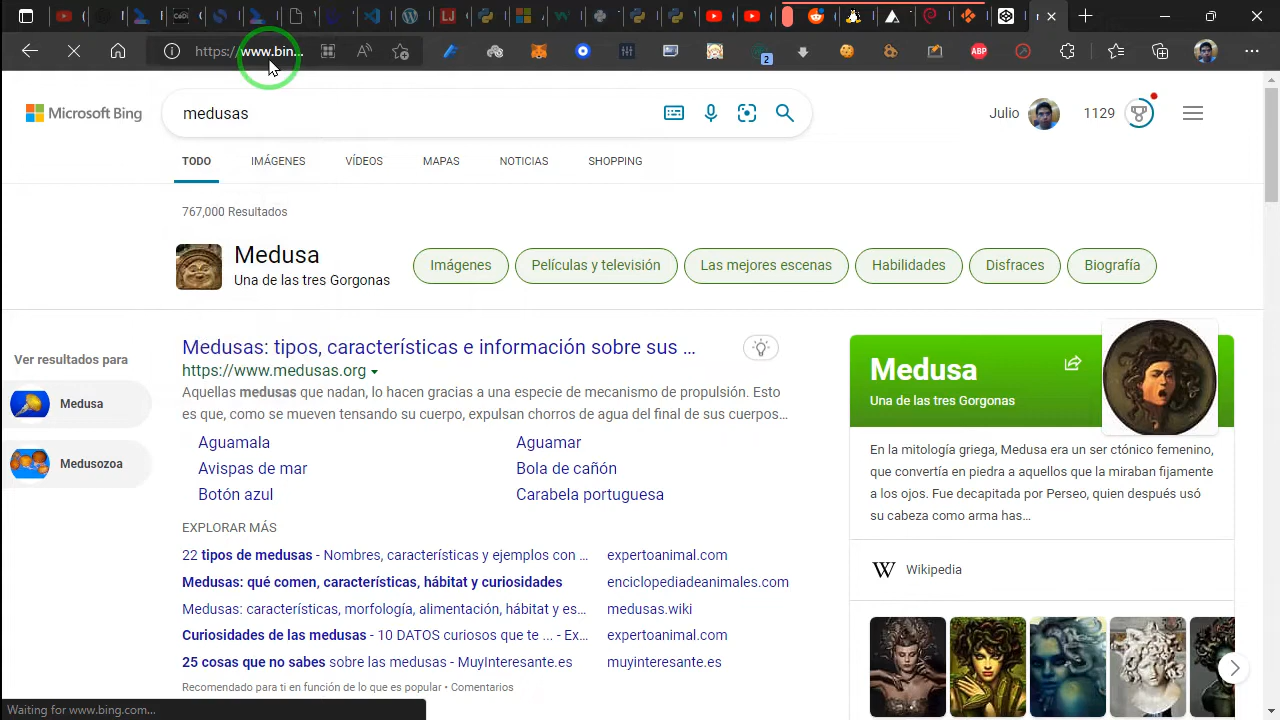 https://www.bin...
2
ABP
Microsoft Bing
medusas
Julio
1129
TODO
IMÁGENES
VÍDEOS
MAPAS
NOTICIAS
SHOPPING
767,000 Resultados
Medusa
Una de las tres Gorgonas
Imágenes
Películas y televisión
Las mejores escenas
Habilidades
Disfraces
Biografía
Ver resultados para
Medusa
Medusozoa
Medusas: tipos, características e información sobre sus ...
https://www.medusas.org
Aquellas medusas que nadan, lo hacen gracias a una especie de mecanismo de propulsión. Esto
es que, como se mueven tensando su cuerpo, expulsan chorros de agua del final de sus cuerpos…
Aguamala
Aguamar
Avispas de mar
Bola de cañón
Botón azul
Carabela portuguesa
EXPLORAR MÁS
22 tipos de medusas - Nombres, características y ejemplos con ...
expertoanimal.com
Medusas: qué comen, características, hábitat y curiosidades
enciclopediadeanimales.com
Medusas: características, morfología, alimentación, hábitat y es...
medusas.wiki
Curiosidades de las medusas - 10 DATOS curiosos que te ... - Ex...
expertoanimal.com
25 cosas que no sabes sobre las medusas - MuyInteresante.es
muyinteresante.es
Recomendado para ti en función de lo que es popular • Comentarios
Medusa
Una de las tres Gorgonas
En la mitología griega, Medusa era un ser ctónico femenino,
que convertía en piedra a aquellos que la miraban fijamente
a los ojos. Fue decapitada por Perseo, quien después usó
su cabeza como arma has…
W
Wikipedia
Waiting for www.bing.com...